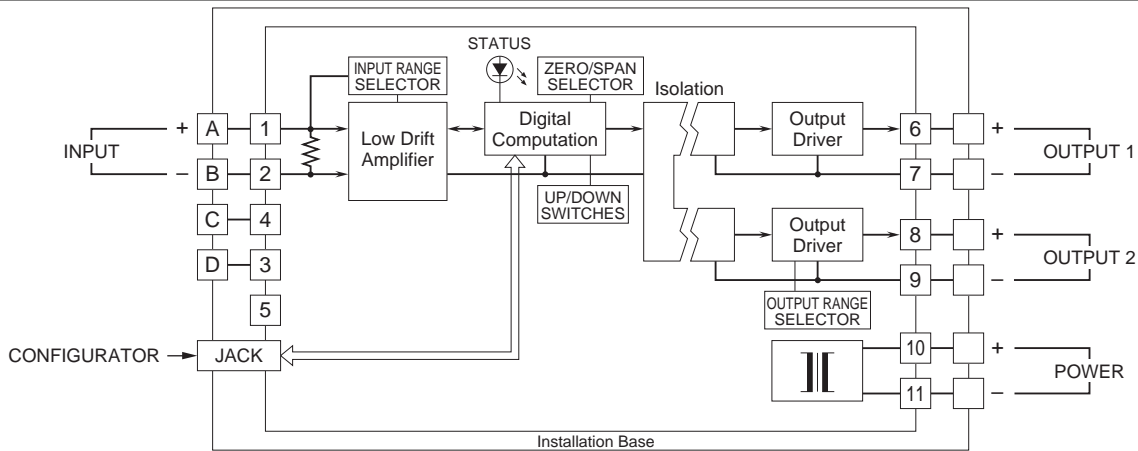 STATUS
INPUT RANGE
SELECTOR
ZERO/SPAN
SELECTOR
Isolation
INPUT
+
A
1
Low Drift
Amplifier
Digital
Computation
Output
Driver
6
+
OUTPUT 1
−
B
2
7
−
UP/DOWN
SWITCHES
C
4
Output
Driver
8
+
OUTPUT 2
D
3
9
−
5
OUTPUT RANGE
SELECTOR
CONFIGURATOR
JACK
10
+
POWER
11
−
Installation Base